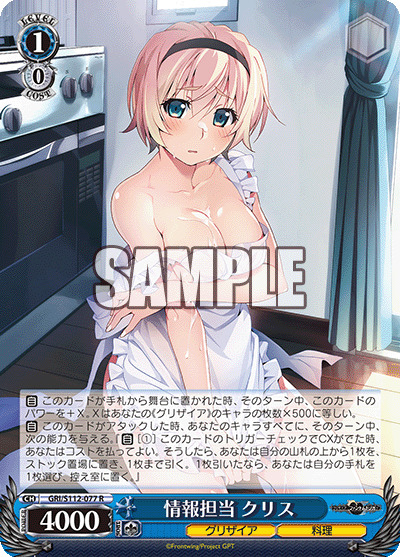 LEVEL
1
0
COST
SAMPLE
自 このカードが手札から舞台に置かれた時、そのターン中、このカードの
パワーを+X。Xはあなたの《グリザイア》のキャラの枚数×500に等しい。
自 このカードがアタックした時、あなたのキャラすべてに、そのターン中、
次の能力を与える。『自 [①] このカードのトリガーチェックでCXがでた時、
あなたはコストを払ってよい。そうしたら、あなたは自分の山札の上から1枚を、
ストック置場に置き、1枚まで引く。1枚引いたなら、あなたは自分の手札を
1枚選び、控え室に置く。』
CH GRI/S112-077 R
POWER
4000
情報担当 クリス
グリザイア
料理
©Frontwing/Project GPT